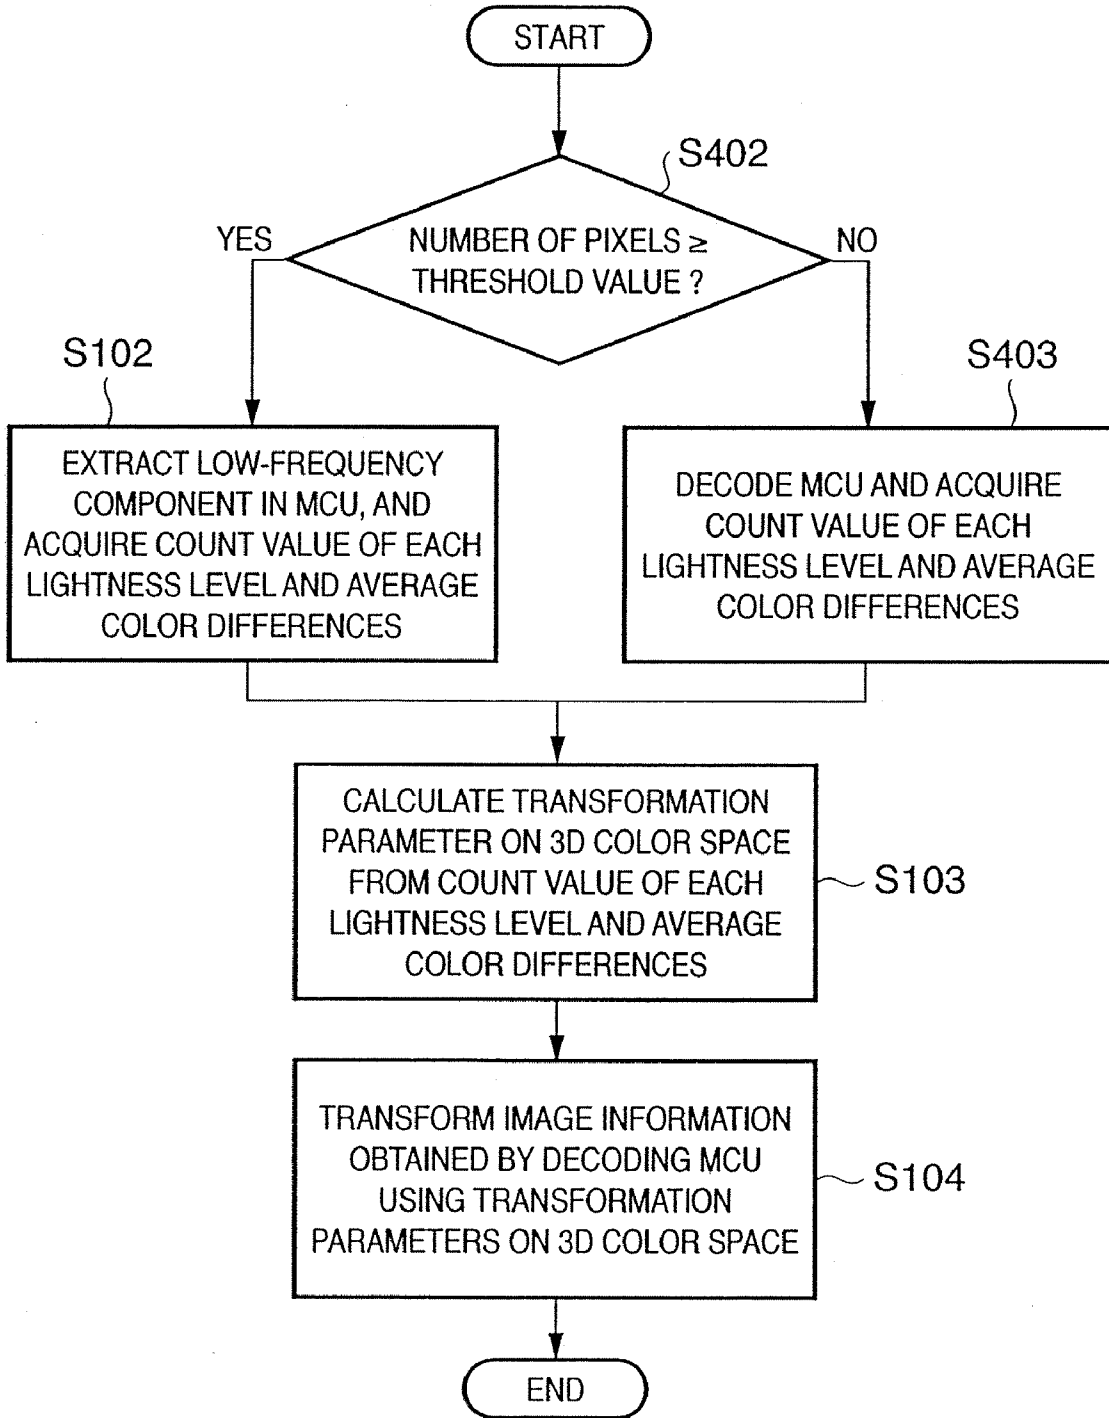 START
S402
YES
NUMBER OF PIXELS ≥
THRESHOLD VALUE ?
NO
S102
S403
EXTRACT LOW-FREQUENCY
COMPONENT IN MCU, AND
ACQUIRE COUNT VALUE OF EACH
LIGHTNESS LEVEL AND AVERAGE
COLOR DIFFERENCES
DECODE MCU AND ACQUIRE
COUNT VALUE OF EACH
LIGHTNESS LEVEL AND AVERAGE
COLOR DIFFERENCES
CALCULATE TRANSFORMATION
PARAMETER ON 3D COLOR SPACE
FROM COUNT VALUE OF EACH
LIGHTNESS LEVEL AND AVERAGE
COLOR DIFFERENCES
S103
TRANSFORM IMAGE INFORMATION
OBTAINED BY DECODING MCU
USING TRANSFORMATION
PARAMETERS ON 3D COLOR SPACE
S104
END